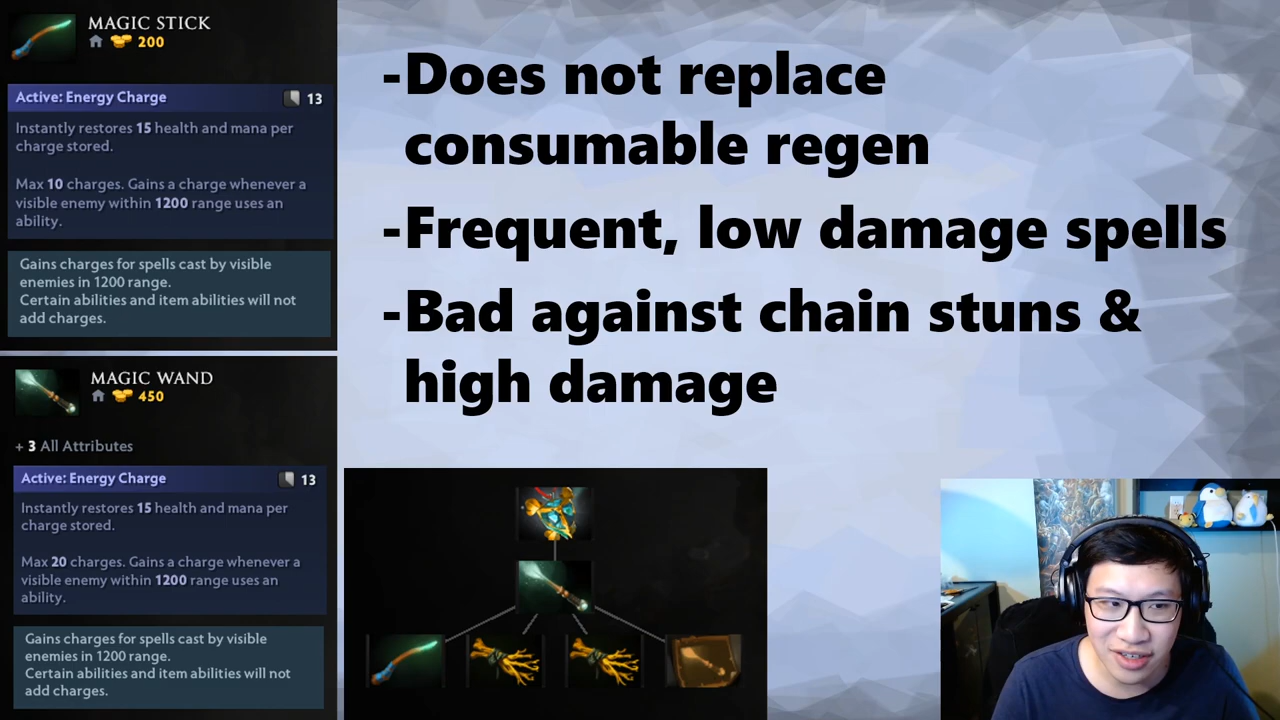 MAGIC STICK
200
Active: Energy Charge
13
Instantly restores 15 health and mana per
charge stored.
Max 10 charges. Gains a charge whenever a
visible enemy within 1200 range uses an
ability.
Gains charges for spells cast by visible
enemies in 1200 range.
Certain abilities and item abilities will not
add charges.
MAGIC WAND
450
+ 3 All Attributes
Active: Energy Charge
13
Instantly restores 15 health and mana per
charge stored.
Max 20 charges. Gains a charge whenever a
visible enemy within 1200 range uses an
ability.
Gains charges for spells cast by visible
enemies in 1200 range.
Certain abilities and item abilities will not
add charges.
-Does not replace
consumable regen
-Frequent, low damage spells
-Bad against chain stuns &
high damage